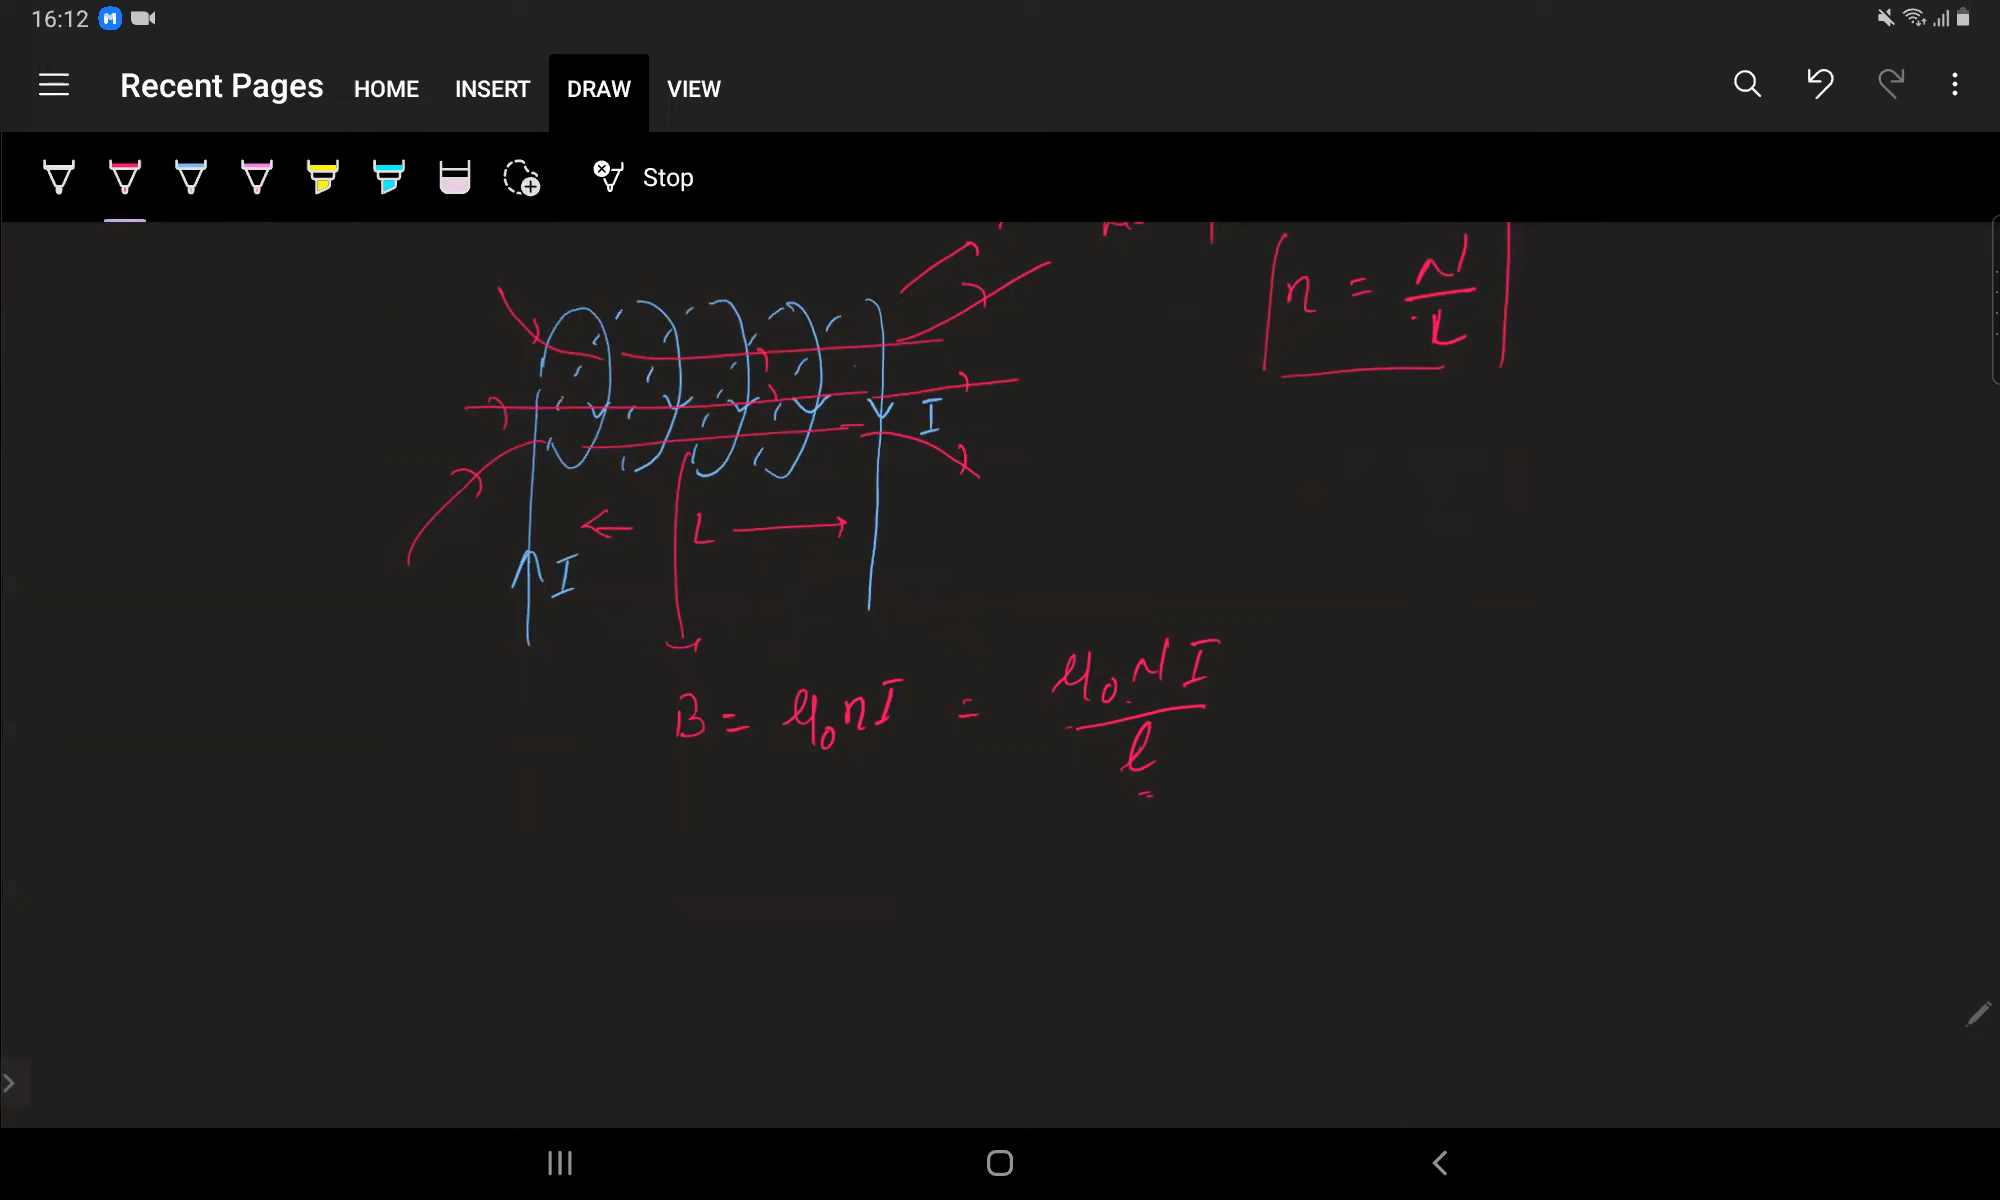 16:12
Recent Pages HOME INSERT DRAW VIEW
Stop
n = N/L
I
L
I
B = μ₀nI = μ₀NI/l